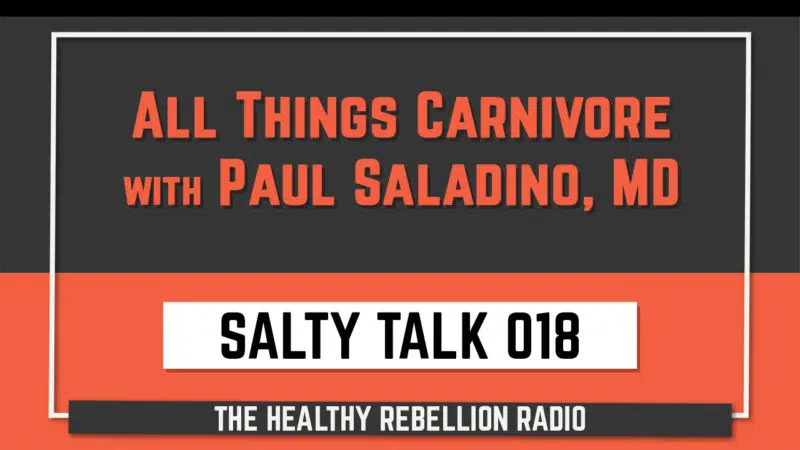 All Things Carnivore
with Paul Saladino, MD
SALTY TALK 018
THE HEALTHY REBELLION RADIO